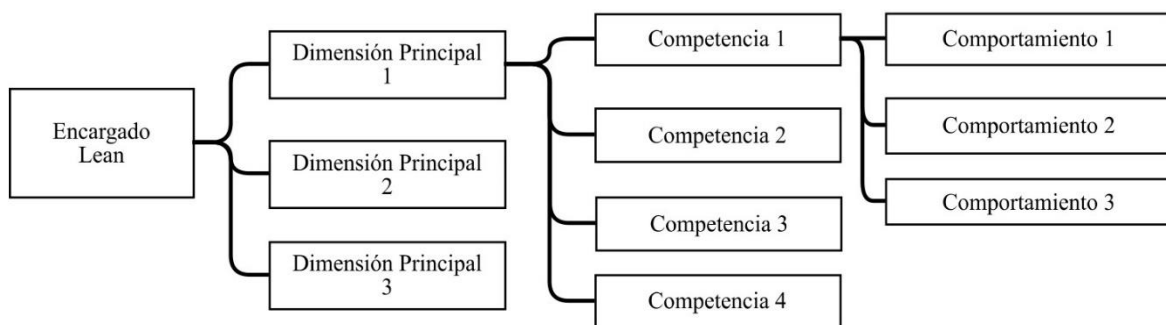 Encargado
Lean
Dimensión Principal
1
Dimensión Principal
2
Dimensión Principal
3
Competencia 1
Competencia 2
Competencia 3
Competencia 4
Comportamiento 1
Comportamiento 2
Comportamiento 3